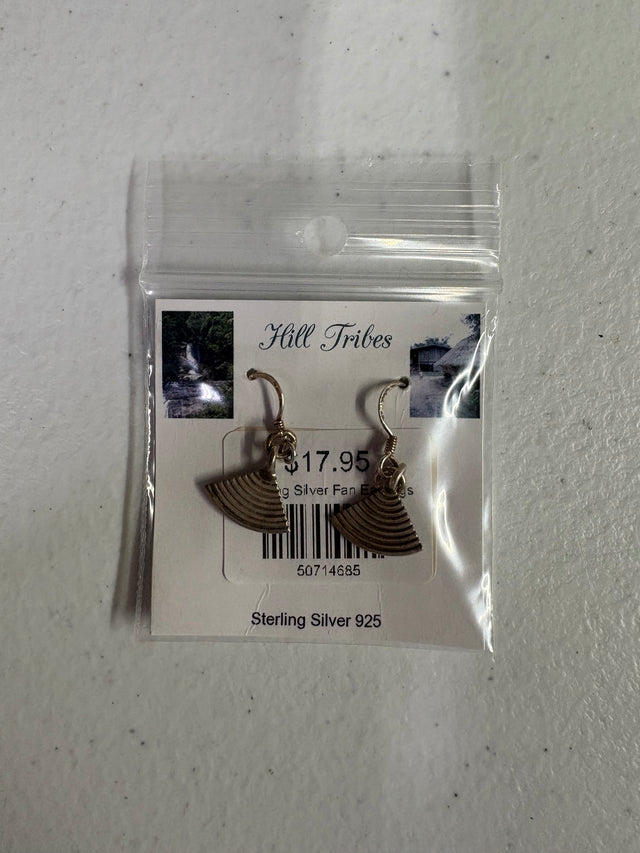 Hill Tribes
$17.95
Silver Fan
50714685
Sterling Silver 925